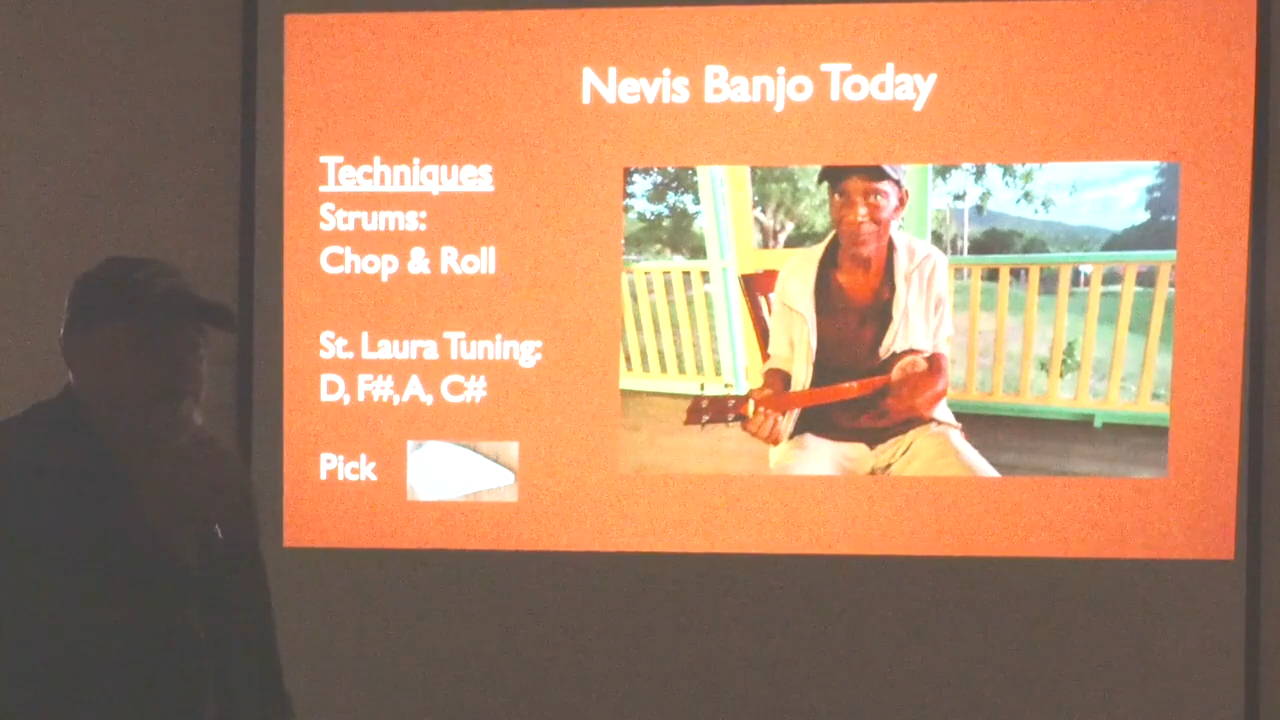 Nevis Banjo Today
Techniques
Strums:
Chop & Roll
St. Laura Tuning:
D, F#, A, C#
Pick